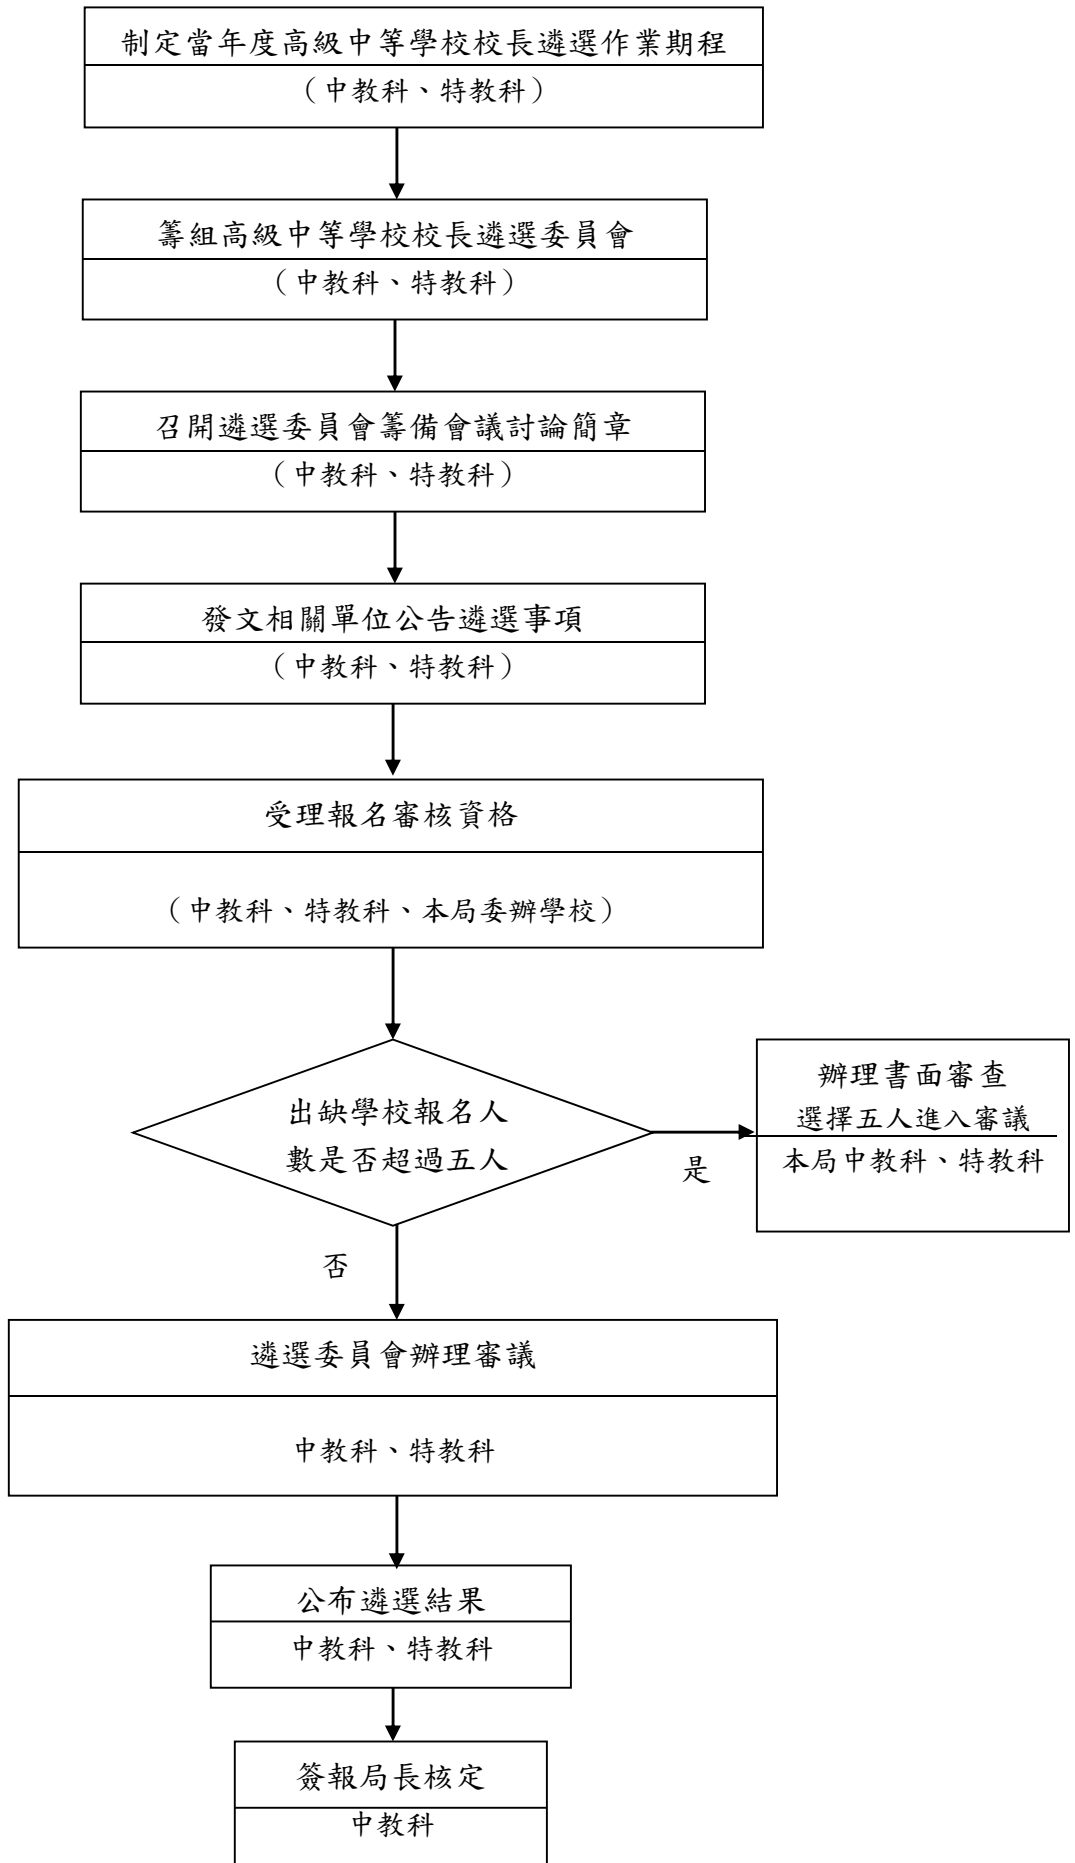 制定當年度高級中等學校校長遴選作業期程
（中教科、特教科）
籌組高級中等學校校長遴選委員會
（中教科、特教科）
召開遴選委員會籌備會議討論簡章
（中教科、特教科）
發文相關單位公告遴選事項
（中教科、特教科）
受理報名審核資格
（中教科、特教科、本局委辦學校）
出缺學校報名人
數是否超過五人
是
辦理書面審查
選擇五人進入審議
本局中教科、特教科
否
遴選委員會辦理審議
中教科、特教科
公布遴選結果
中教科、特教科
簽報局長核定
中教科